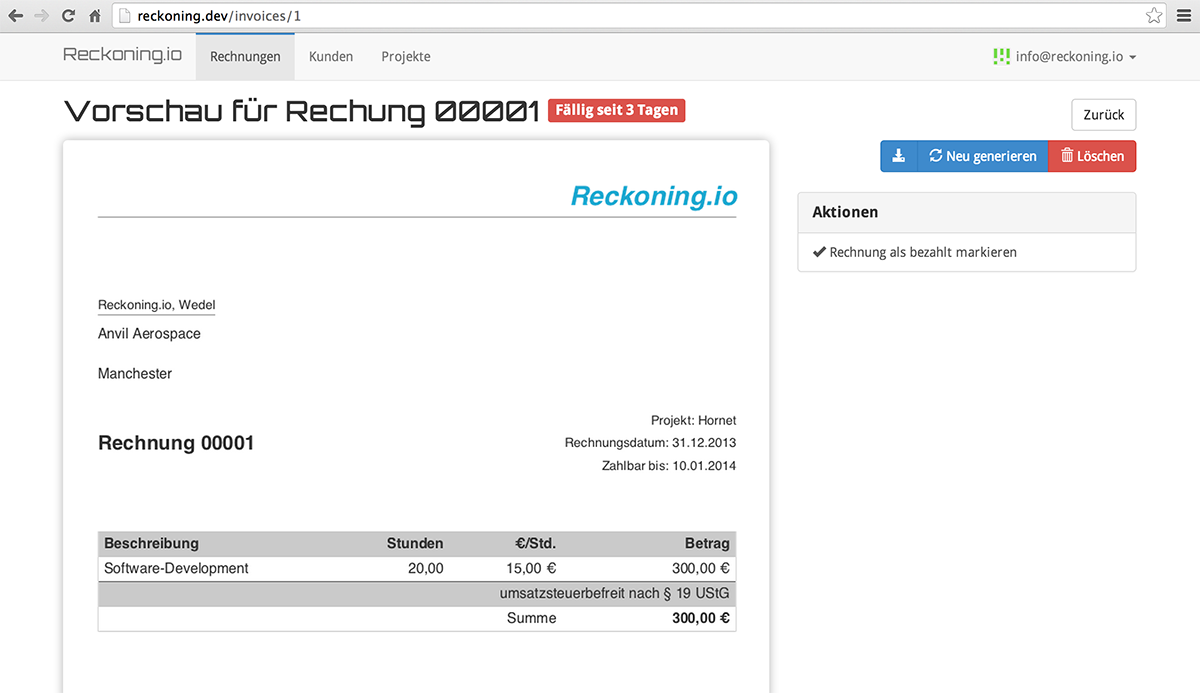 reckoning.dev/invoices/1
Reckoning.io Rechnungen Kunden Projekte info@reckoning.io
Vorschau für Rechung 00001 Fällig seit 3 Tagen
Zurück
Neu generieren Löschen
Aktionen
Rechnung als bezahlt markieren
Reckoning.io
Reckoning.io, Wedel
Anvil Aerospace
Manchester
Projekt: Hornet
Rechnung 00001
Rechnungsdatum: 31.12.2013
Zahlbar bis: 10.01.2014
Beschreibung Stunden €/Std. Betrag
Software-Development 20,00 15,00 € 300,00 €
umsatzsteuerbefreit nach § 19 UStG
Summe 300,00 €